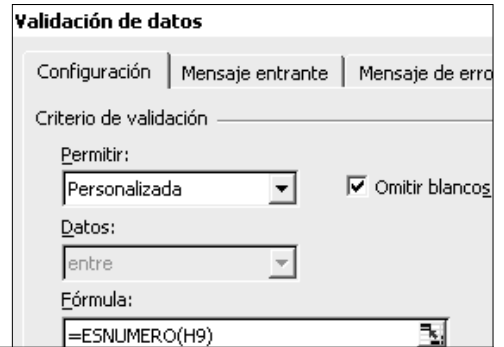 Validación de datos
Configuración Mensaje entrante Mensaje de erro
Criterio de validación
Permitir:
Personalizada Omitir blancos
Datos:
entre
Fórmula:
=ESNUMERO(H9)